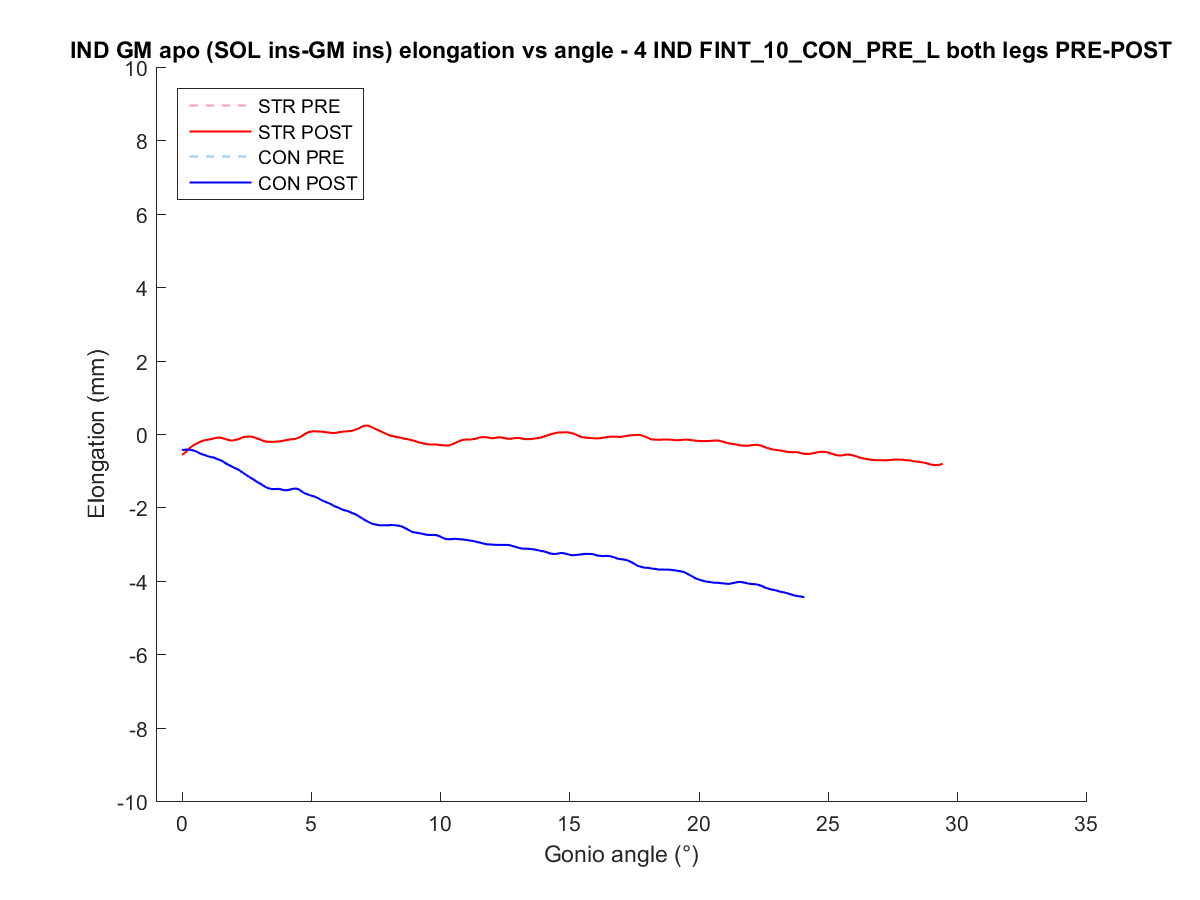 IND GM apo (SOL ins-GM ins) elongation vs angle - 4 IND FINT_10_CON_PRE_L both legs PRE-POST
STR PRE
STR POST
CON PRE
CON POST
10
8
6
4
2
0
-2
-4
-6
-8
-10
Elongation (mm)
0 5 10 15 20 25 30 35
Gonio angle (°)